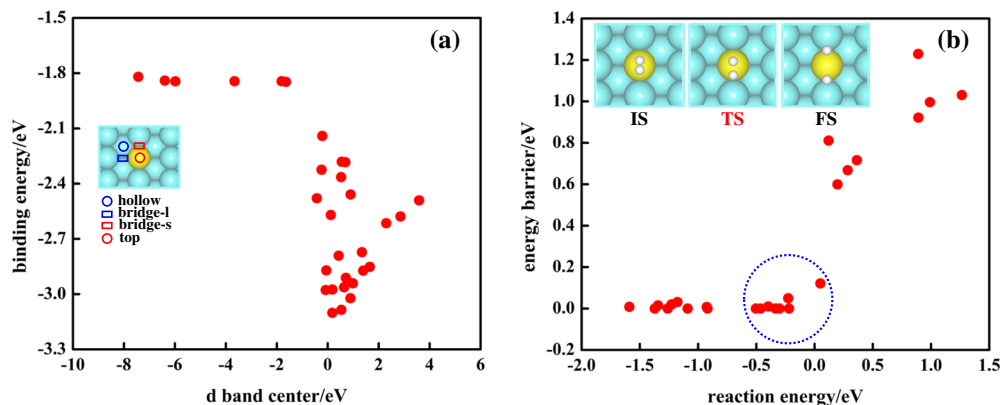 (a)
binding energy/eV
-1.5
-1.8
-2.1
-2.4
-2.7
-3.0
-3.3
hollow
bridge-l
bridge-s
top
-10 -8 -6 -4 -2 0 2 4 6
d band center/eV
(b)
energy barrier/eV
1.4
1.2
1.0
0.8
0.6
0.4
0.2
0.0
-0.2
IS TS FS
-2.0 -1.5 -1.0 -0.5 0.0 0.5 1.0 1.5
reaction energy/eV